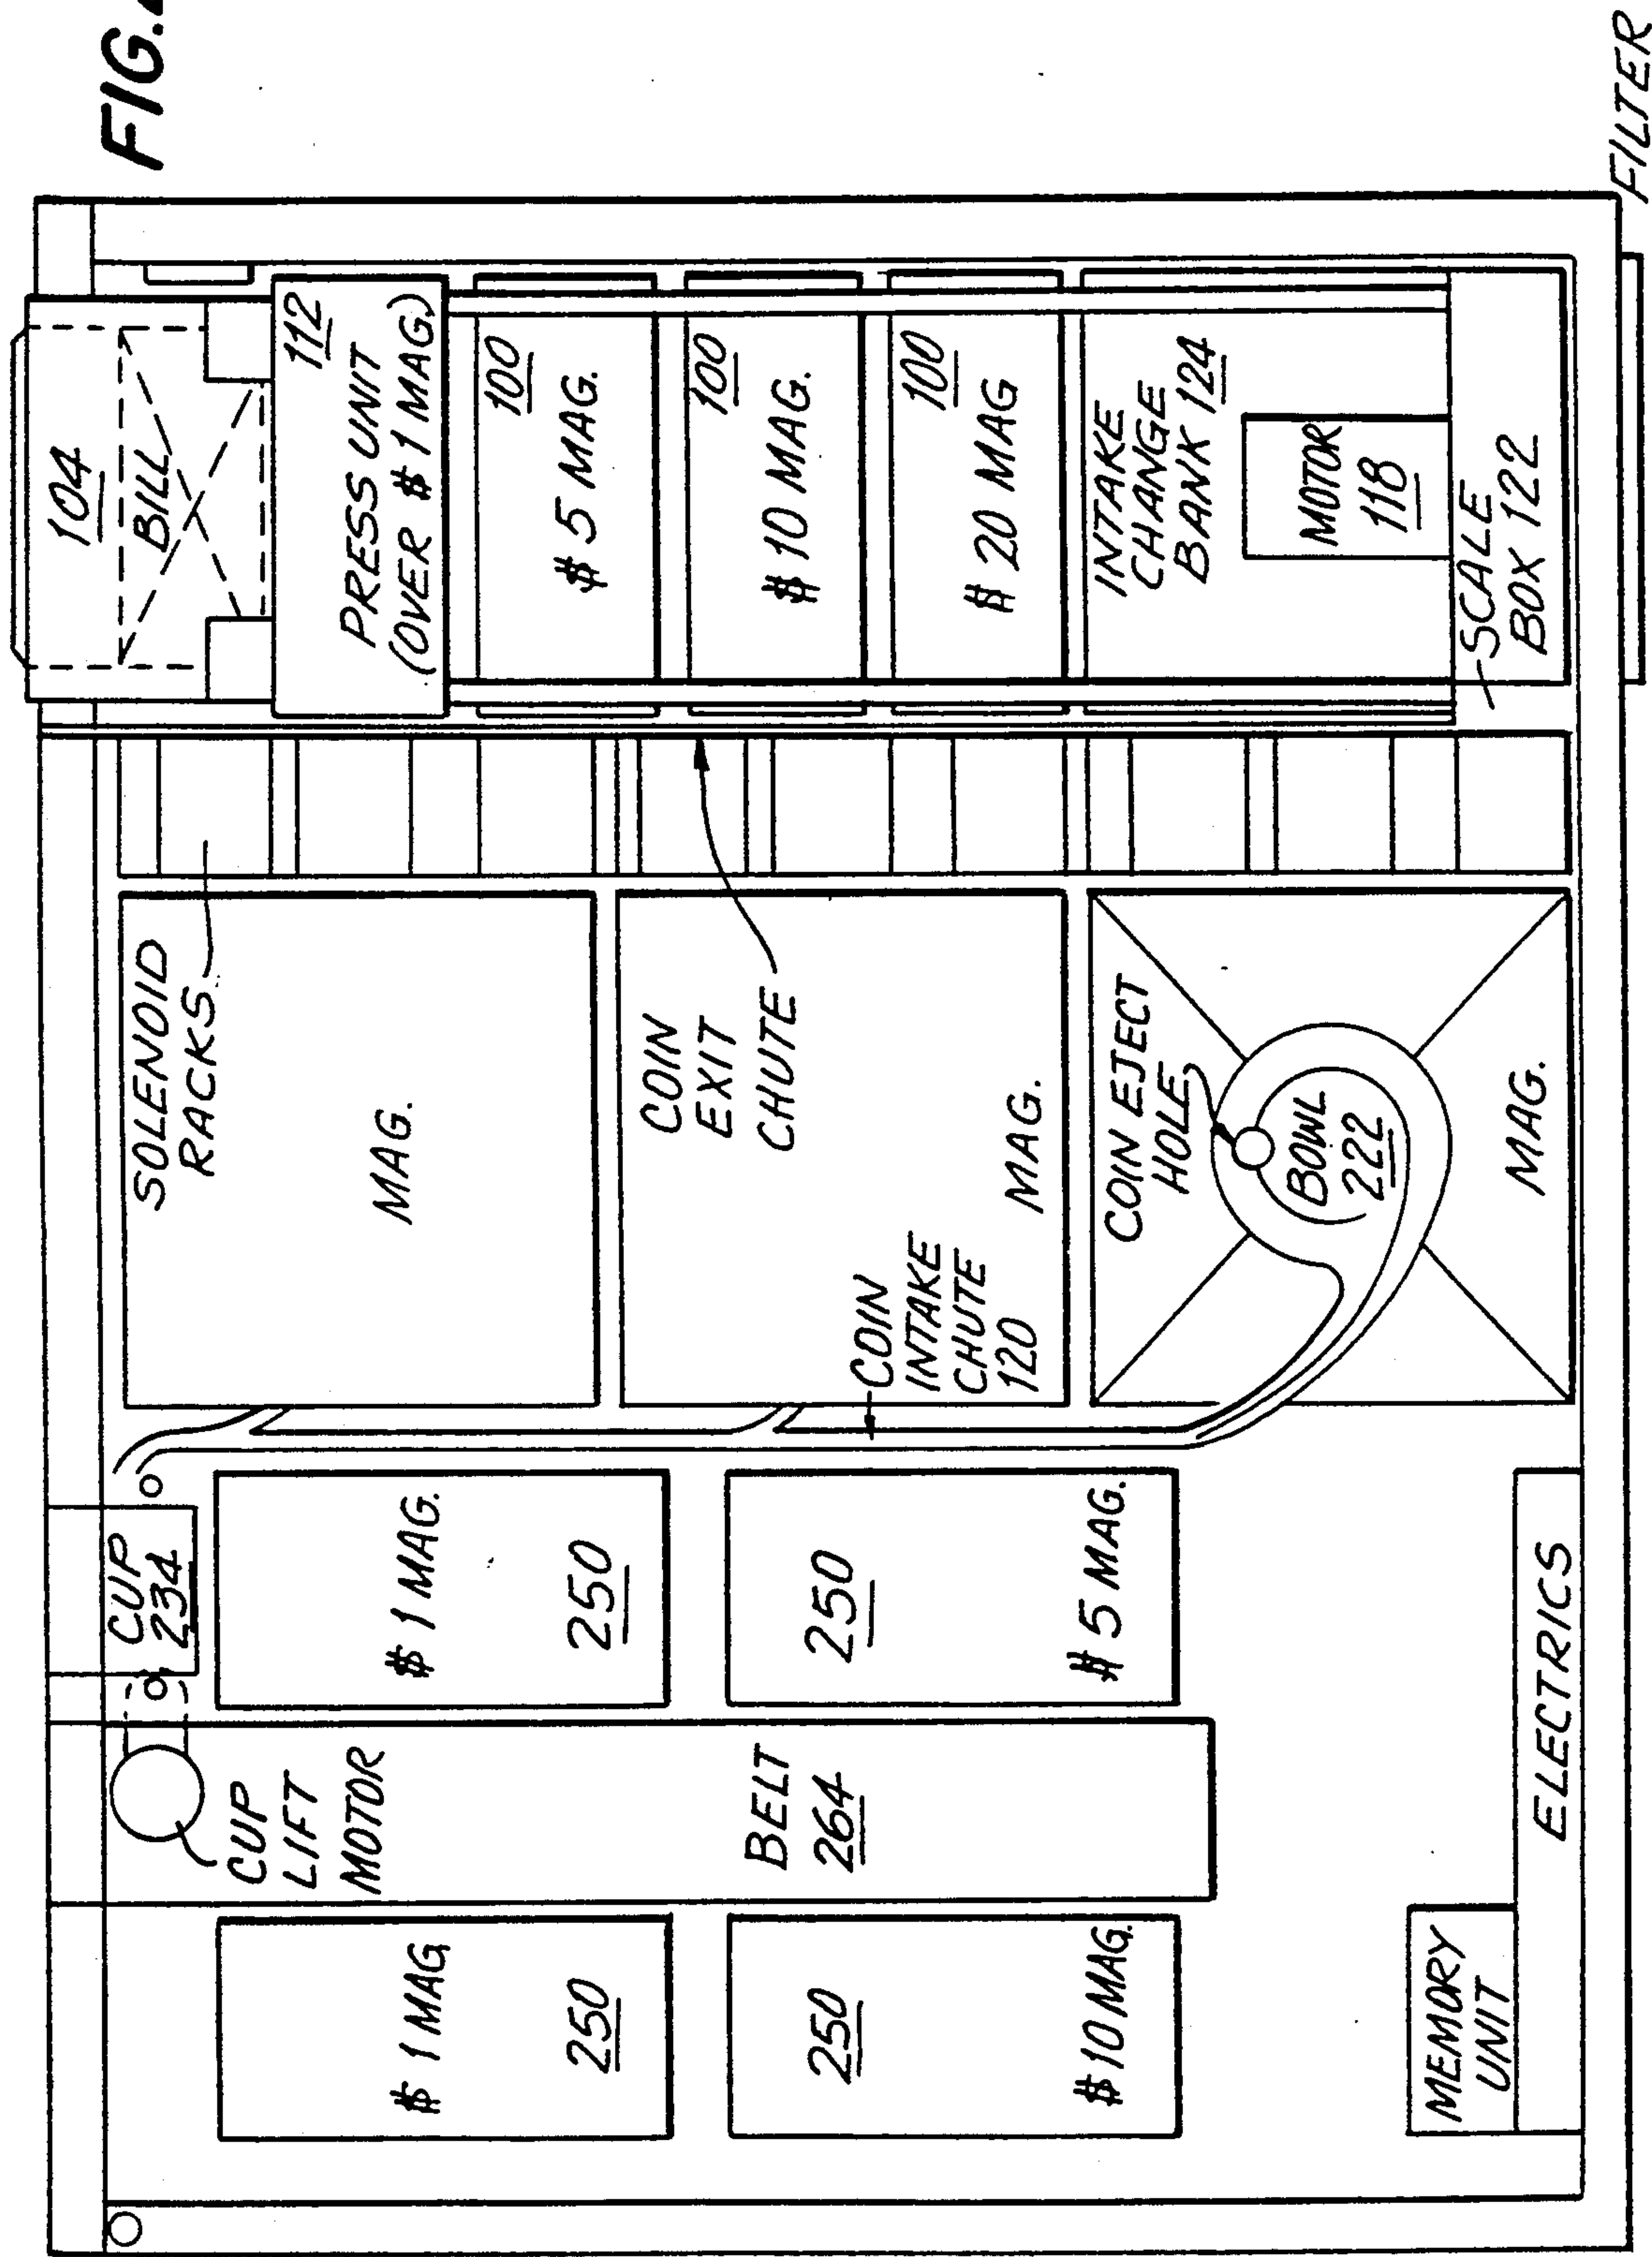 FIG.
104
BILL
112
PRESS UNIT
(OVER $ 1 MAG.)
100
$ 5 MAG.
100
$ 10 MAG.
100
$ 20 MAG
INTAKE
CHANGE
BANK 124
MOTOR
118
SCALE
BOX 122
FILTER
SOLENOID
RACKS
MAG.
COIN
EXIT
CHUTE
MAG.
COIN
INTAKE
CHUTE
120
COIN EJECT
HOLE
BOWL
222
MAG.
CUP
234
$ 1 MAG.
250
250
$ 5 MAG.
CUP
LIFT
MOTOR
BELT
264
$ 1 MAG
250
250
$ 10 MAG.
MEMORY
UNIT
ELECTRICS